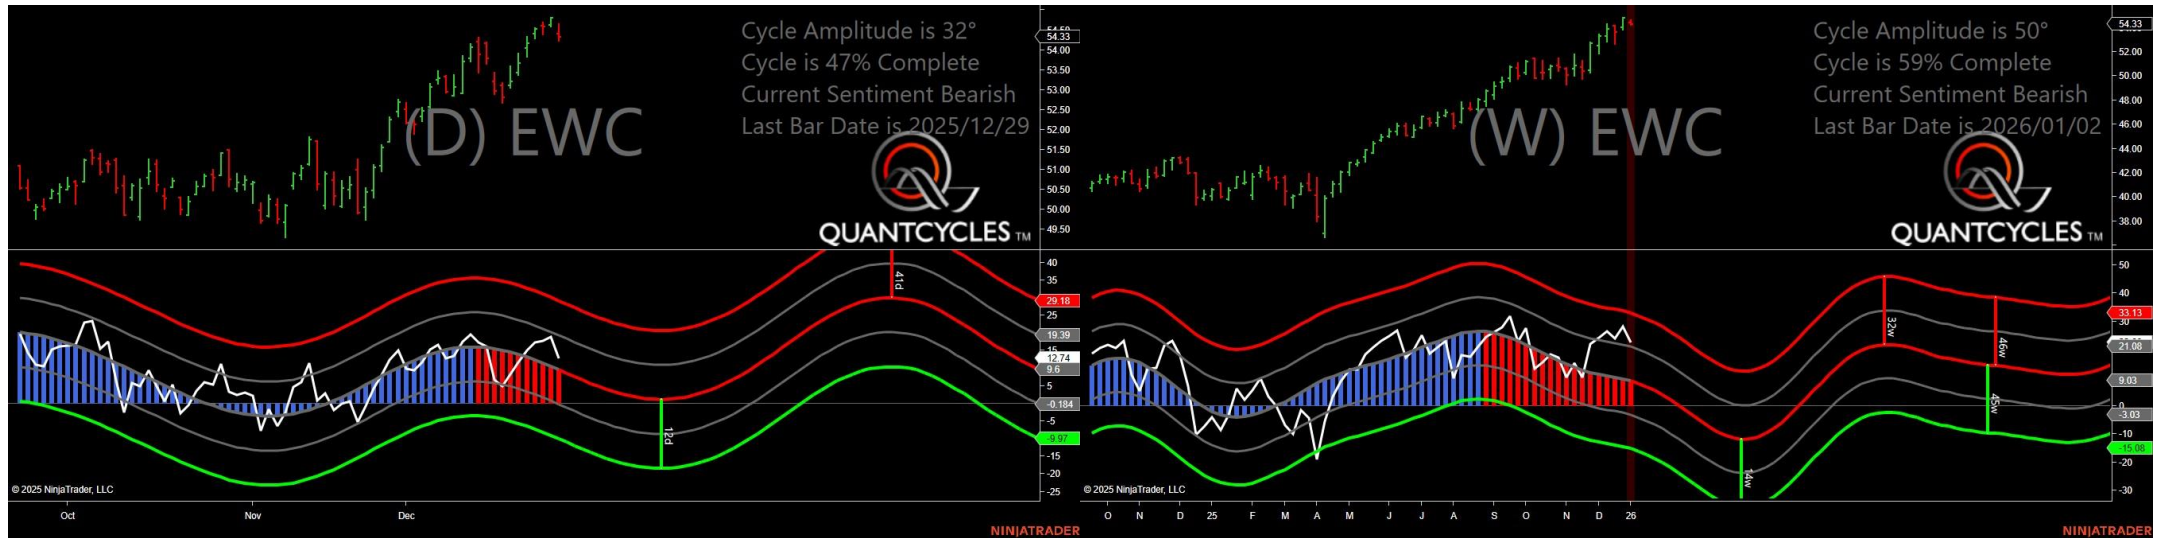 Cycle Amplitude is 32°
Cycle is 47% Complete
Current Sentiment Bearish
Last Bar Date is 2025/12/29
(D) EWC
QUANTCYCLES TM
54.33
54.00
53.50
53.00
52.50
52.00
51.50
51.00
50.50
50.00
49.50
40
35
29.18
25
19.39
15
12.74
9.6
5
-0.184
-5
-9.97
-15
-20
-25
41d
12d
© 2025 NinjaTrader, LLC
Oct Nov Dec
NINJATRADER
Cycle Amplitude is 50°
Cycle is 59% Complete
Current Sentiment Bearish
Last Bar Date is 2026/01/02
(W) EWC
QUANTCYCLES TM
54.33
52.00
50.00
48.00
46.00
44.00
42.00
40.00
38.00
50
40
33.13
30
21.08
9.03
0
-3.03
-10
-15.08
-20
-30
32w
46w
45w
14w
© 2025 NinjaTrader, LLC
O N D 25 F M A M J J A S O N D 26
NINJATRADER